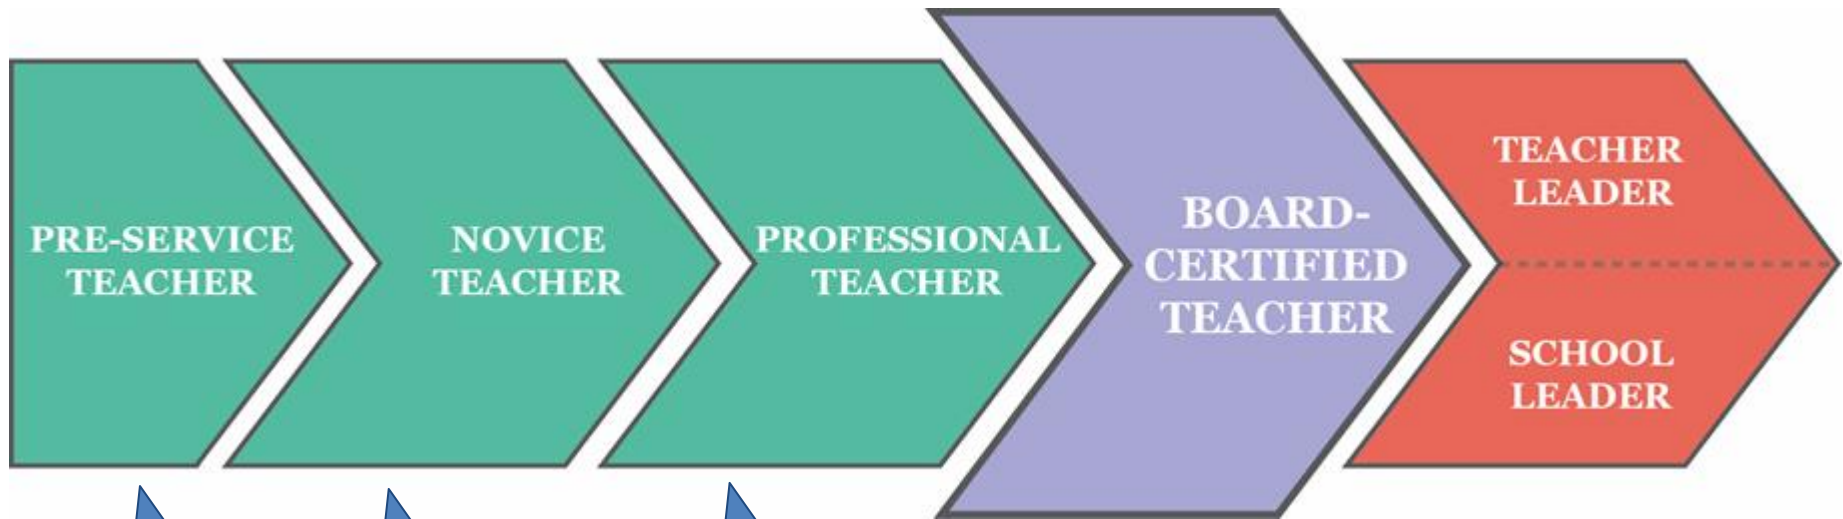 PRE-SERVICE
TEACHER
NOVICE
TEACHER
PROFESSIONAL
TEACHER
BOARD-
CERTIFIED
TEACHER
TEACHER
LEADER
SCHOOL
LEADER